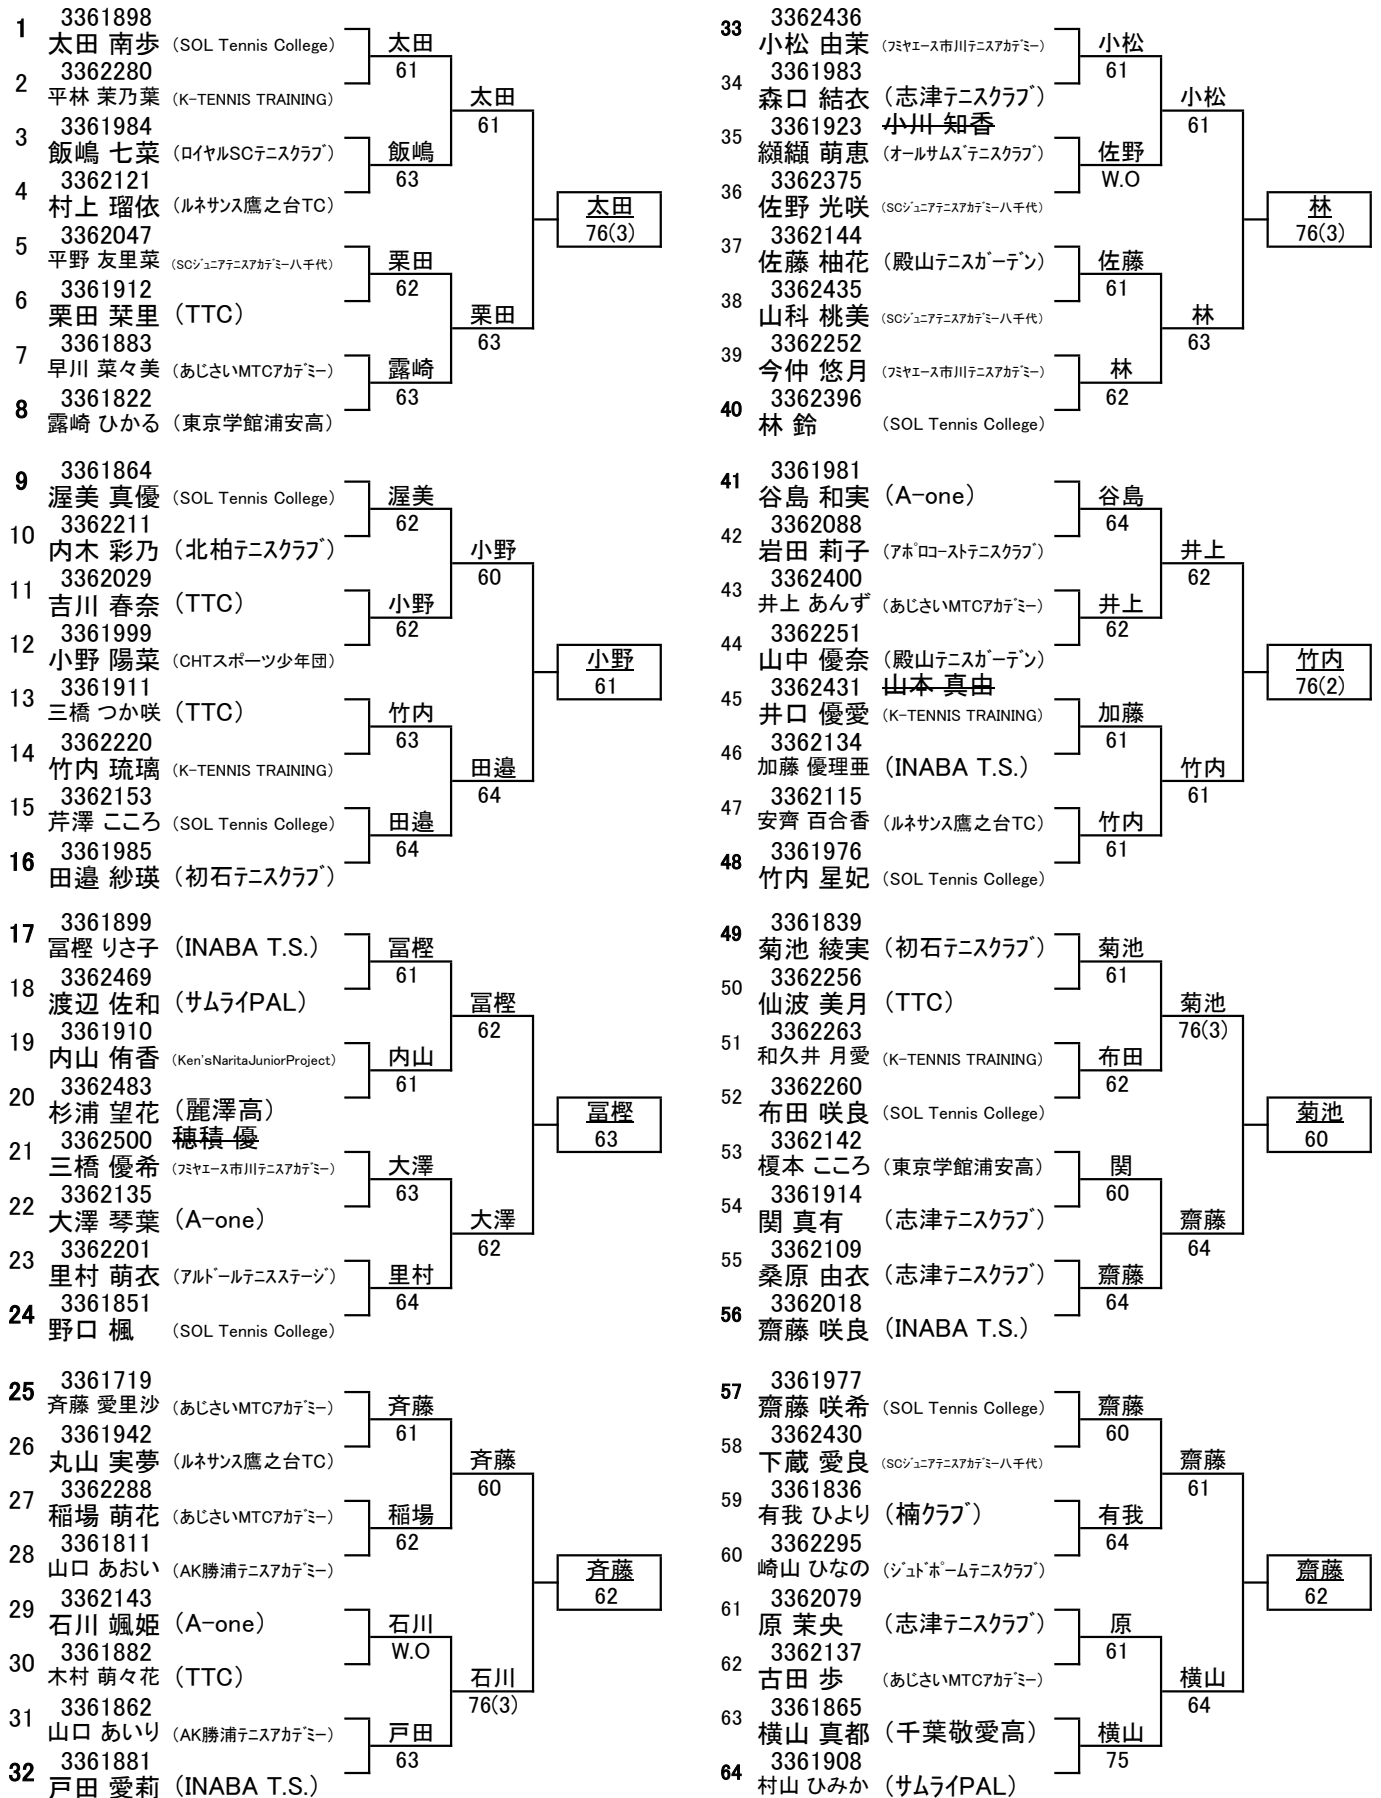 1 3361898
太田 南歩 (SOL Tennis College)
太田
61
2 3362280
平林 茉乃葉 (K-TENNIS TRAINING)
太田
61
3 3361984
飯嶋 七菜 (ﾛｲﾔﾙSCﾃﾆｽｸﾗﾌﾞ)
飯嶋
63
4 3362121
村上 瑠依 (ﾙﾈｻﾝｽ鷹之台TC)
太田
76(3)
5 3362047
平野 友里菜 (SCｼﾞｭﾆｱﾃﾆｽｱｶﾃﾞﾐｰ八千代)
栗田
62
6 3361912
栗田 栞里 (TTC)
栗田
63
7 3361883
早川 菜々美 (あじさいMTCｱｶﾃﾞﾐｰ)
露崎
63
8 3361822
露崎 ひかる (東京学館浦安高)
9 3361864
渥美 真優 (SOL Tennis College)
渥美
62
10 3362211
内木 彩乃 (北柏ﾃﾆｽｸﾗﾌﾞ)
小野
60
11 3362029
吉川 春奈 (TTC)
小野
62
12 3361999
小野 陽菜 (CHTスポーツ少年団)
小野
61
13 3361911
三橋 つか咲 (TTC)
竹内
63
14 3362220
竹内 琉璃 (K-TENNIS TRAINING)
田邉
64
15 3362153
芹澤 こころ (SOL Tennis College)
田邉
64
16 3361985
田邉 紗瑛 (初石ﾃﾆｽｸﾗﾌﾞ)
17 3361899
冨樫 りさ子 (INABA T.S.)
冨樫
61
18 3362469
渡辺 佐和 (ｻﾑﾗｲPAL)
冨樫
62
19 3361910
内山 侑香 (Ken'sNaritaJuniorProject)
内山
61
20 3362483
杉浦 望花 (麗澤高)
冨樫
63
穂積 優
21 3362500
三橋 優希 (ﾌﾐﾔｴｰｽ市川ﾃﾆｽｱｶﾃﾞﾐｰ)
大澤
63
22 3362135
大澤 琴葉 (A-one)
大澤
62
23 3362201
里村 萌衣 (ｱﾙﾄﾞｰﾙﾃﾆｽｽﾃｰｼﾞ)
里村
64
24 3361851
野口 楓 (SOL Tennis College)
25 3361719
斉藤 愛里沙 (あじさいMTCｱｶﾃﾞﾐｰ)
斉藤
61
26 3361942
丸山 実夢 (ﾙﾈｻﾝｽ鷹之台TC)
斉藤
60
27 3362288
稲場 萌花 (あじさいMTCｱｶﾃﾞﾐｰ)
稲場
62
28 3361811
山口 あおい (AK勝浦ﾃﾆｽｱｶﾃﾞﾐｰ)
斉藤
62
29 3362143
石川 颯姫 (A-one)
石川
W.O
30 3361882
木村 萌々花 (TTC)
石川
76(3)
31 3361862
山口 あいり (AK勝浦ﾃﾆｽｱｶﾃﾞﾐｰ)
戸田
63
32 3361881
戸田 愛莉 (INABA T.S.)
33 3362436
小松 由茉 (ﾌﾐﾔｴｰｽ市川ﾃﾆｽｱｶﾃﾞﾐｰ)
小松
61
34 3361983
森口 結衣 (志津ﾃﾆｽｸﾗﾌﾞ)
小松
61
小川 知香
35 3361923
纐纈 萌恵 (ｵｰﾙｻﾑｽﾞﾃﾆｽｸﾗﾌﾞ)
佐野
W.O
36 3362375
佐野 光咲 (SCｼﾞｭﾆｱﾃﾆｽｱｶﾃﾞﾐｰ八千代)
林
76(3)
37 3362144
佐藤 柚花 (殿山ﾃﾆｽｶﾞｰﾃﾞﾝ)
佐藤
61
38 3362435
山科 桃美 (SCｼﾞｭﾆｱﾃﾆｽｱｶﾃﾞﾐｰ八千代)
林
63
39 3362252
今仲 悠月 (ﾌﾐﾔｴｰｽ市川ﾃﾆｽｱｶﾃﾞﾐｰ)
林
62
40 3362396
林 鈴 (SOL Tennis College)
41 3361981
谷島 和実 (A-one)
谷島
64
42 3362088
岩田 莉子 (ｱﾎﾟﾛｺｰｽﾄﾃﾆｽｸﾗﾌﾞ)
井上
62
43 3362400
井上 あんず (あじさいMTCｱｶﾃﾞﾐｰ)
井上
62
44 3362251
山中 優奈 (殿山ﾃﾆｽｶﾞｰﾃﾞﾝ)
竹内
76(2)
山本 真由
45 3362431
井口 優愛 (K-TENNIS TRAINING)
加藤
61
46 3362134
加藤 優理亜 (INABA T.S.)
竹内
61
47 3362115
安齊 百合香 (ﾙﾈｻﾝｽ鷹之台TC)
竹内
61
48 3361976
竹内 星妃 (SOL Tennis College)
49 3361839
菊池 綾実 (初石ﾃﾆｽｸﾗﾌﾞ)
菊池
61
50 3362256
仙波 美月 (TTC)
菊池
76(3)
51 3362263
和久井 月愛 (K-TENNIS TRAINING)
布田
62
52 3362260
布田 咲良 (SOL Tennis College)
菊池
60
53 3362142
榎本 こころ (東京学館浦安高)
関
60
54 3361914
関 真有 (志津ﾃﾆｽｸﾗﾌﾞ)
齋藤
64
55 3362109
桑原 由衣 (志津ﾃﾆｽｸﾗﾌﾞ)
齋藤
64
56 3362018
齋藤 咲良 (INABA T.S.)
57 3361977
齋藤 咲希 (SOL Tennis College)
齋藤
60
58 3362430
下蔵 愛良 (SCｼﾞｭﾆｱﾃﾆｽｱｶﾃﾞﾐｰ八千代)
齋藤
61
59 3361836
有我 ひより (楠ｸﾗﾌﾞ)
有我
64
60 3362295
崎山 ひなの (ｼﾞｭﾄﾞﾎﾟｰﾑﾃﾆｽｸﾗﾌﾞ)
齋藤
62
61 3362079
原 茉央 (志津ﾃﾆｽｸﾗﾌﾞ)
原
61
62 3362137
古田 歩 (あじさいMTCｱｶﾃﾞﾐｰ)
横山
64
63 3361865
横山 真都 (千葉敬愛高)
横山
75
64 3361908
村山 ひみか (ｻﾑﾗｲPAL)